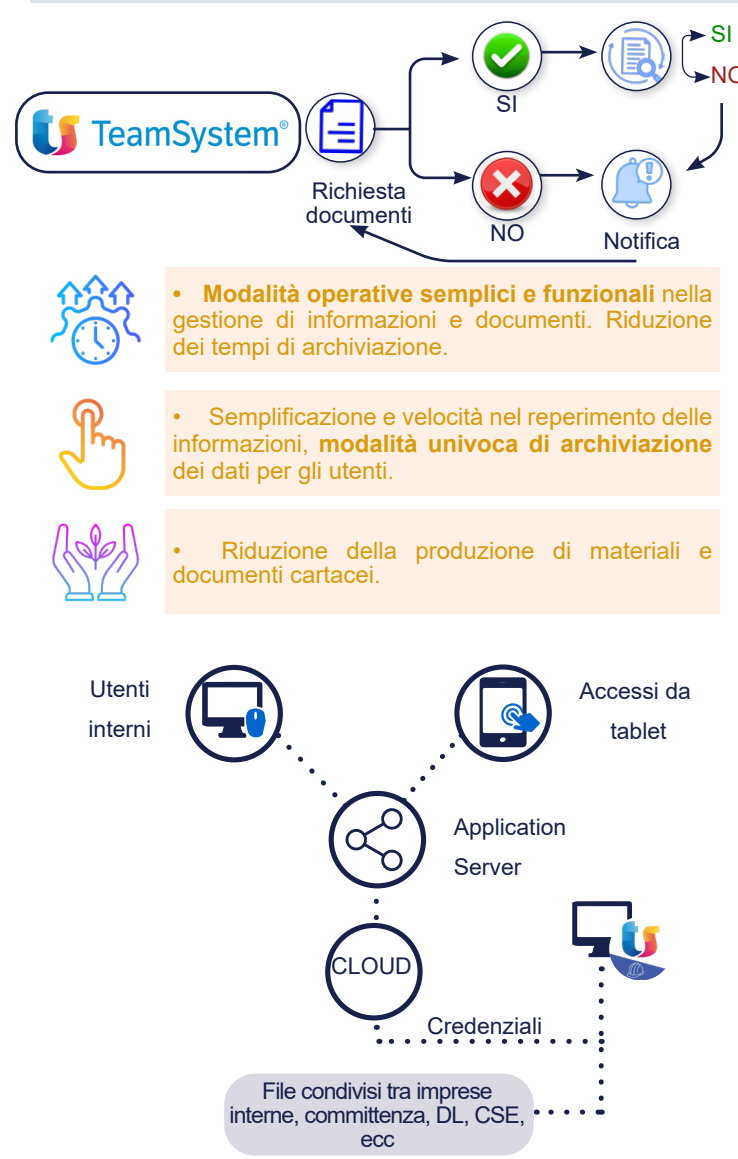 SI
SI
NO
TeamSystem®
Richiesta
documenti
NO
Notifica
• Modalità operative semplici e funzionali nella
gestione di informazioni e documenti. Riduzione
dei tempi di archiviazione.
• Semplificazione e velocità nel reperimento delle
informazioni, modalità univoca di archiviazione
dei dati per gli utenti.
• Riduzione della produzione di materiali e
documenti cartacei.
Utenti
interni
Accessi da
tablet
Application
Server
CLOUD
Credenziali
File condivisi tra imprese
interne, committenza, DL, CSE,
ecc